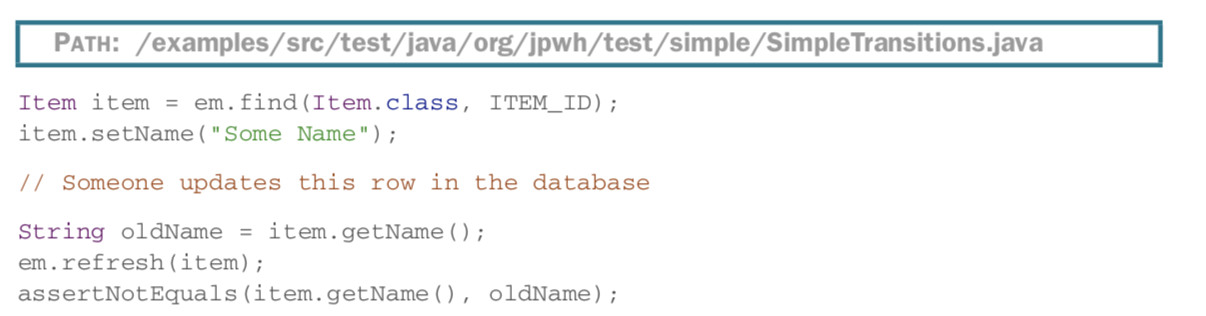 PATH: /examples/src/test/java/org/jpwh/test/simple/SimpleTransitions.java
Item item = em.find(Item.class, ITEM_ID);
item.setName("Some Name");
// Someone updates this row in the database
String oldName = item.getName();
em.refresh(item);
assertNotEquals(item.getName(), oldName);